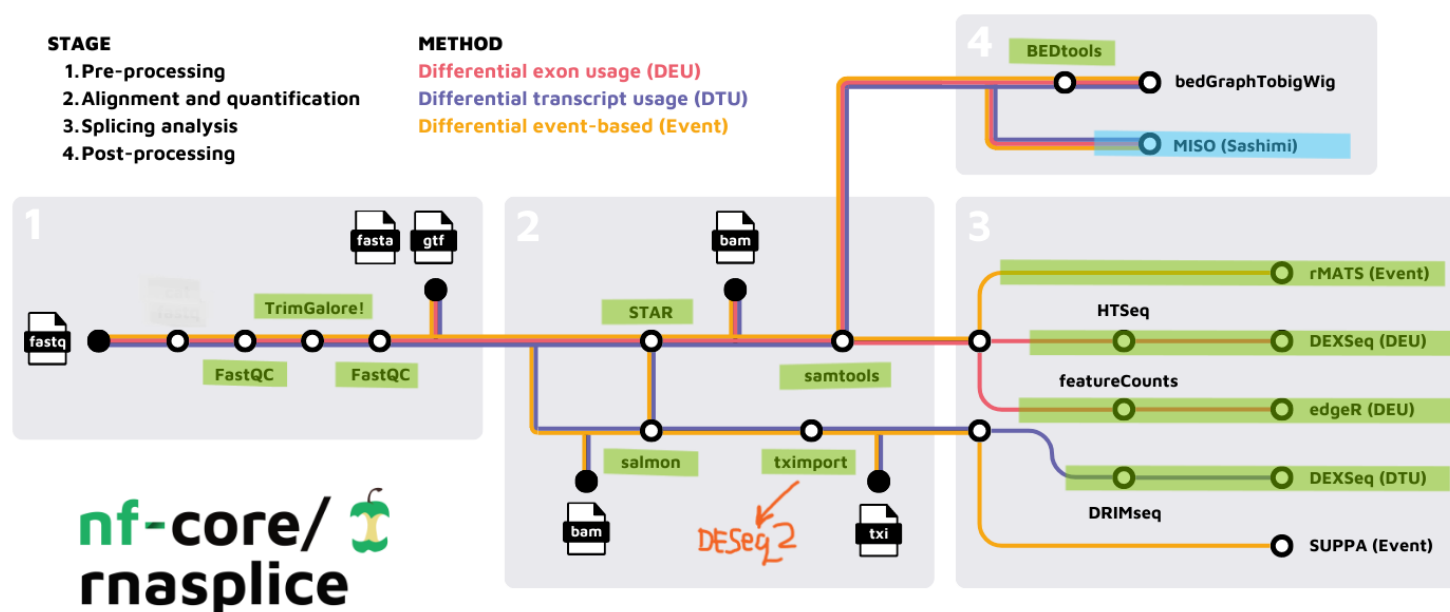 STAGE
1. Pre-processing
2. Alignment and quantification
3. Splicing analysis
4. Post-processing
METHOD
Differential exon usage (DEU)
Differential transcript usage (DTU)
Differential event-based (Event)
4
BEDtools
bedGraphTobigWig
MISO (Sashimi)
1
fasta
gtf
fastq
TrimGalore!
FastQC
FastQC
2
bam
STAR
samtools
salmon
tximport
bam
DESeq2
txi
3
rMATS (Event)
HTSeq
DEXSeq (DEU)
featureCounts
edgeR (DEU)
DEXSeq (DTU)
DRIMseq
SUPPA (Event)
nf-core/
rnasplice